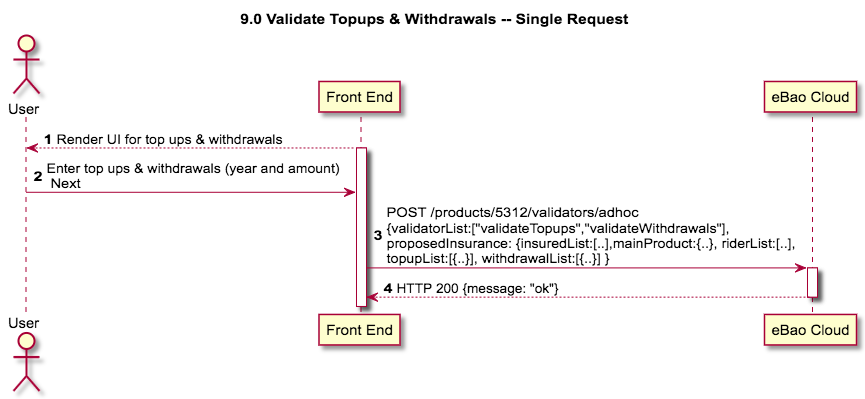 9.0 Validate Topups & Withdrawals -- Single Request
User
Front End
eBao Cloud
1 Render UI for top ups & withdrawals
2 Enter top ups & withdrawals (year and amount)
Next
3 POST /products/5312/validators/adhoc
{validatorList:["validateTopups","validateWithdrawals"],
proposedInsurance: {insuredList:[..],mainProduct:{..}, riderList:[..],
topupList:[{..}], withdrawalList:[{..}] }
4 HTTP 200 {message: "ok"}
User
Front End
eBao Cloud